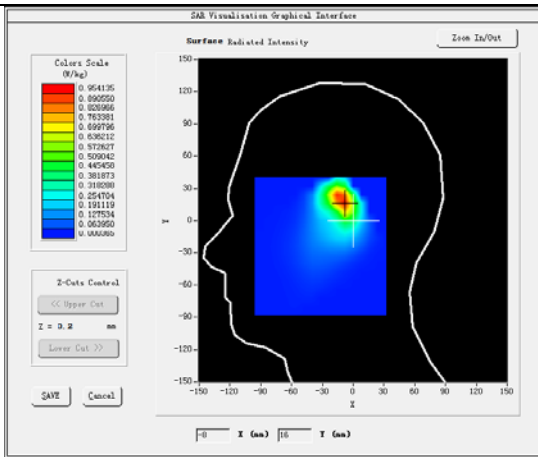 SAR Visualisation Graphical Interface
Surface Radiated Intensity
Zoom In/Out
Colors Scale
(W/kg)
0.954135
0.890550
0.826966
0.763381
0.699796
0.636212
0.572627
0.509042
0.445458
0.381873
0.318288
0.254704
0.191119
0.127534
0.063950
0.000365
150
120
90
60
30
0
-30
-60
-90
-120
-150
Y
-150 -120 -90 -60 -30 0 30 60 90 120 150
X
Z-Cuts Control
<< Upper Cut
Z = 0.2 mm
Lower Cut >>
SAVE Cancel
-8 X (mm) 16 Y (mm)